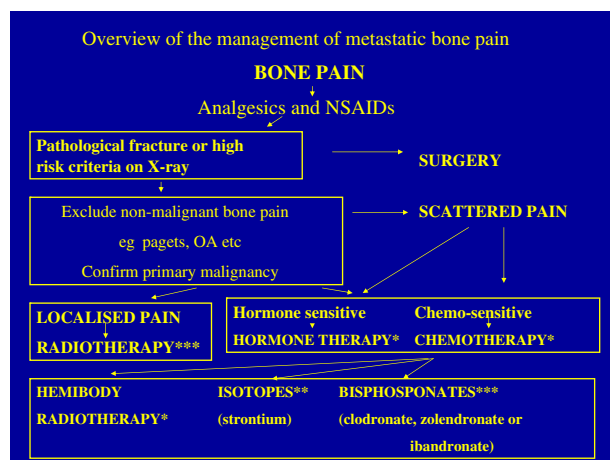 Overview of the management of metastatic bone pain
BONE PAIN
Analgesics and NSAIDs
Pathological fracture or high
risk criteria on X-ray
SURGERY
Exclude non-malignant bone pain
eg pagets, OA etc
Confirm primary malignancy
SCATTERED PAIN
LOCALISED PAIN
RADIOTHERAPY***
Hormone sensitive
HORMONE THERAPY*
Chemo-sensitive
CHEMOTHERAPY*
HEMIBODY
RADIOTHERAPY*
ISOTOPES**
(strontium)
BISPHOSPONATES***
(clodronate, zolendronate or
ibandronate)